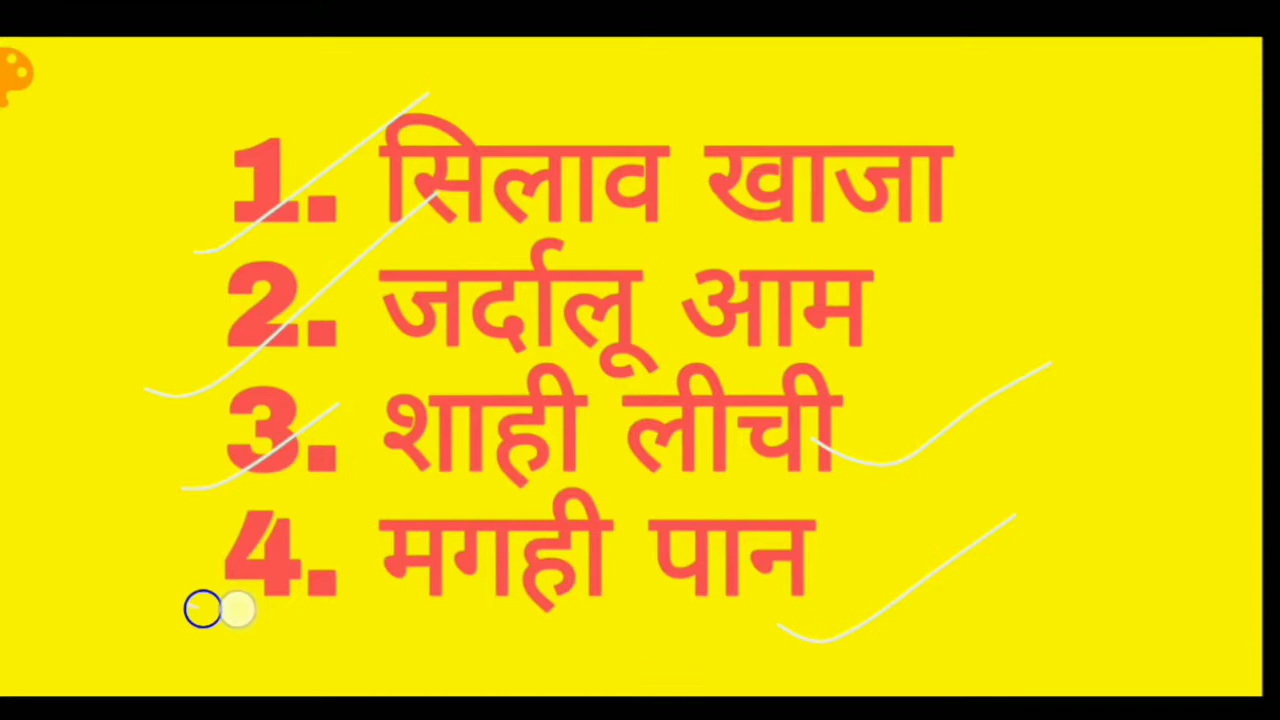 1. सिलाव खाजा
2. जर्दालू आम
3. शाही लीची
4. मगही पान